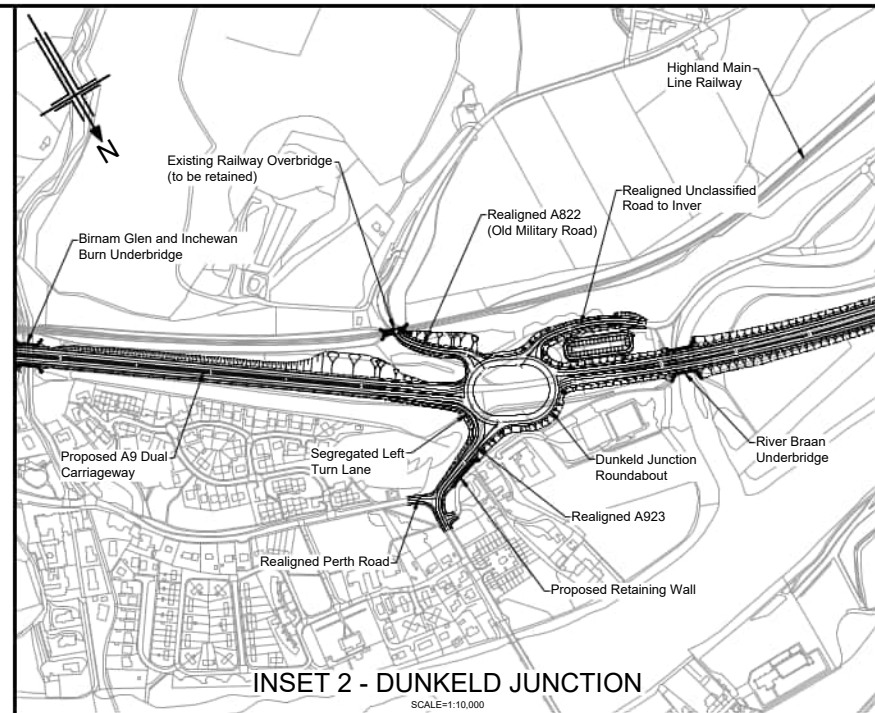 N
Highland Main
Line Railway
Existing Railway Overbridge
(to be retained)
Realigned Unclassified
Road to Inver
Realigned A822
(Old Military Road)
Birnam Glen and Inchewan
Burn Underbridge
Proposed A9 Dual
Carriageway
Segregated Left
Turn Lane
Dunkeld Junction
Roundabout
River Braan
Underbridge
Realigned A923
Realigned Perth Road
Proposed Retaining Wall
INSET 2 - DUNKELD JUNCTION
SCALE=1:10,000